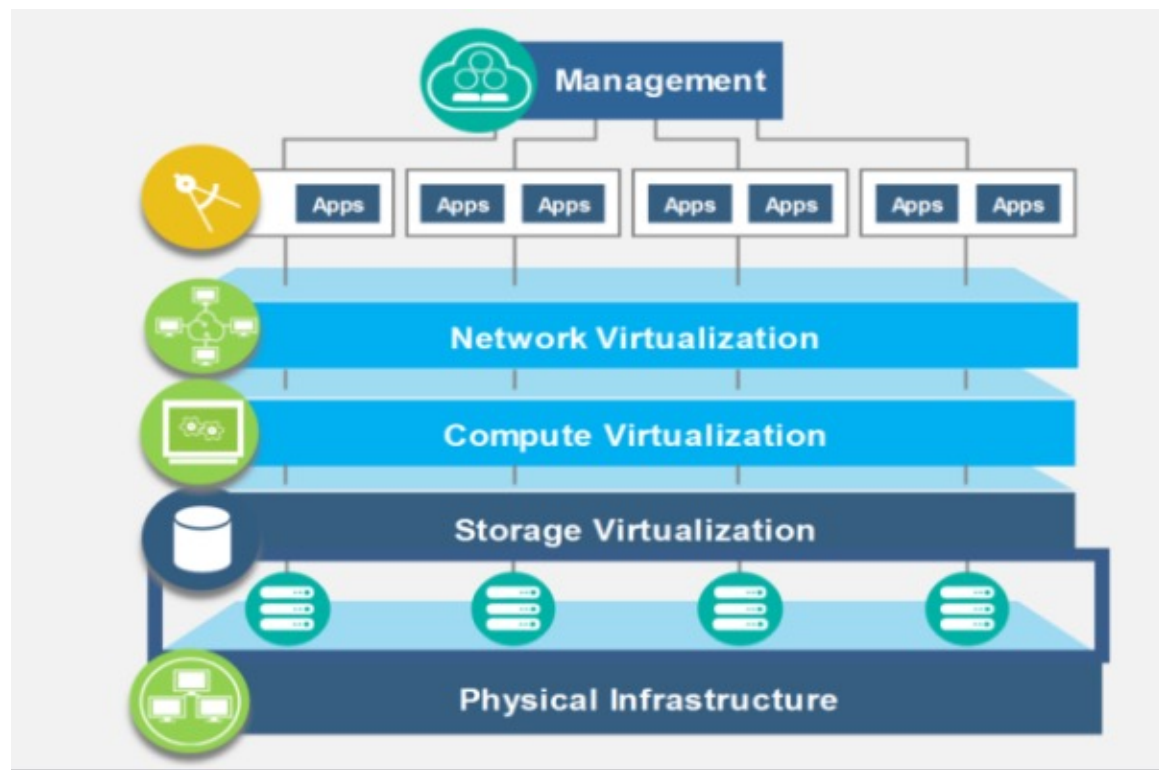 Management
Apps Apps Apps Apps Apps Apps Apps
Network Virtualization
Compute Virtualization
Storage Virtualization
Physical Infrastructure